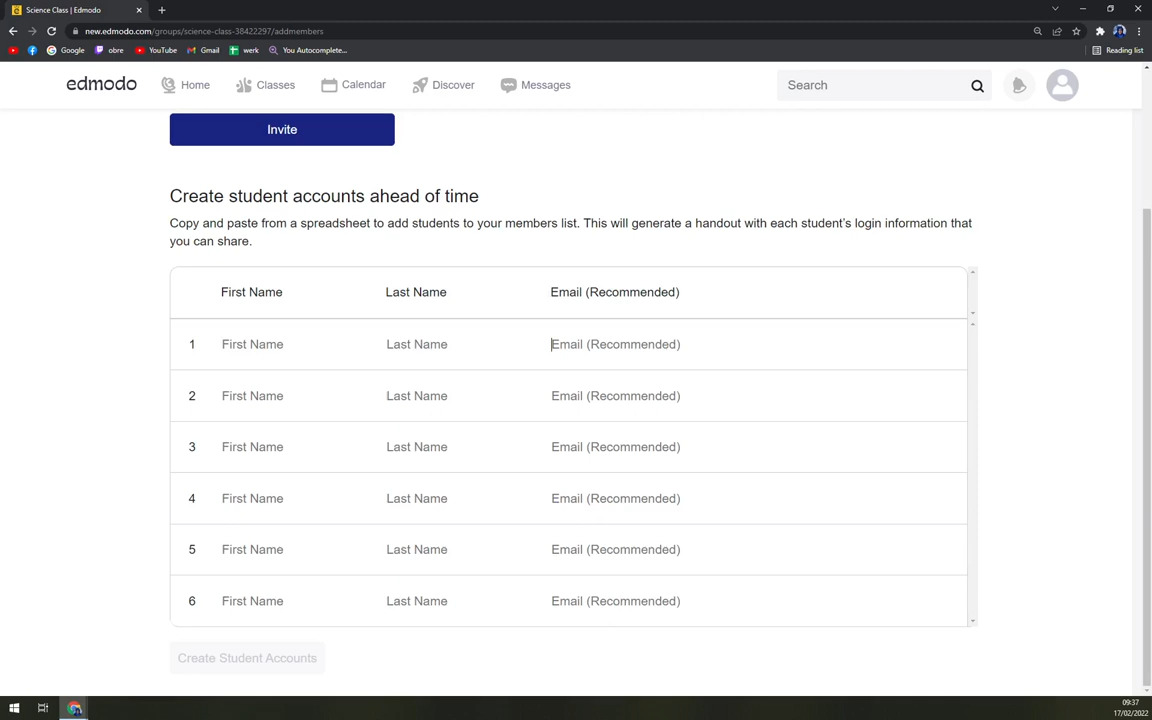 Science Class | Edmodo
new.edmodo.com/groups/science-class-38422297/addmembers
Google
obre
YouTube
Gmail
werk
You Autocomplete...
Reading list
edmodo
Home
Classes
Calendar
Discover
Messages
Search
Invite
Create student accounts ahead of time
Copy and paste from a spreadsheet to add students to your members list. This will generate a handout with each student's login information that
you can share.
First Name Last Name Email (Recommended)
1 First Name Last Name Email (Recommended)
2 First Name Last Name Email (Recommended)
3 First Name Last Name Email (Recommended)
4 First Name Last Name Email (Recommended)
5 First Name Last Name Email (Recommended)
6 First Name Last Name Email (Recommended)
Create Student Accounts
09:37
17/02/2022